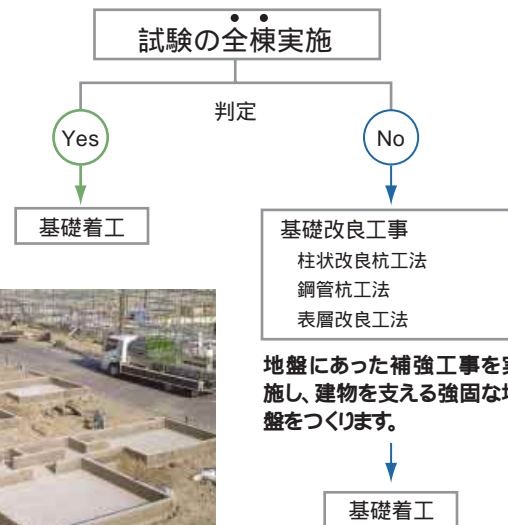 試験の全棟実施
判定
Yes
No
基礎着工
基礎改良工事
柱状改良杭工法
鋼管杭工法
表層改良工法
地盤にあった補強工事を実
施し、建物を支える強固な地
盤をつくります。
基礎着工